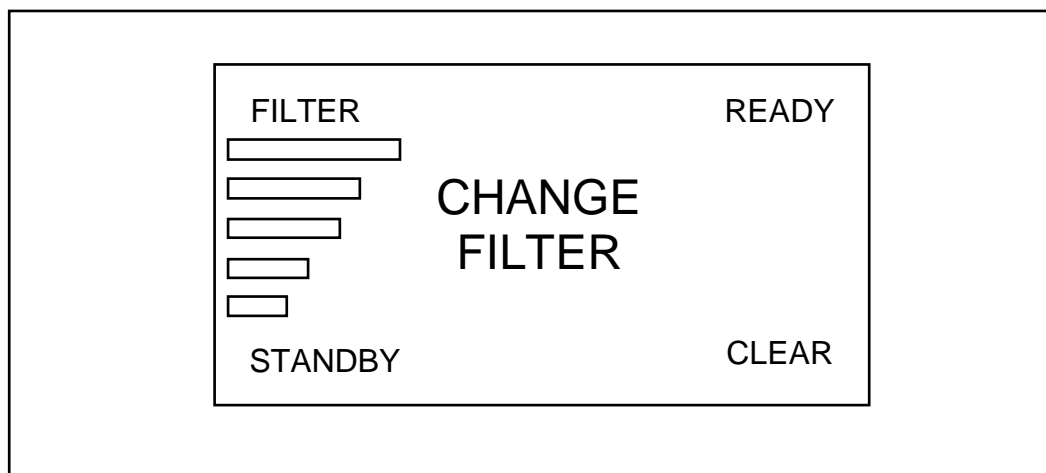 FILTER
READY
CHANGE
FILTER
STANDBY
CLEAR